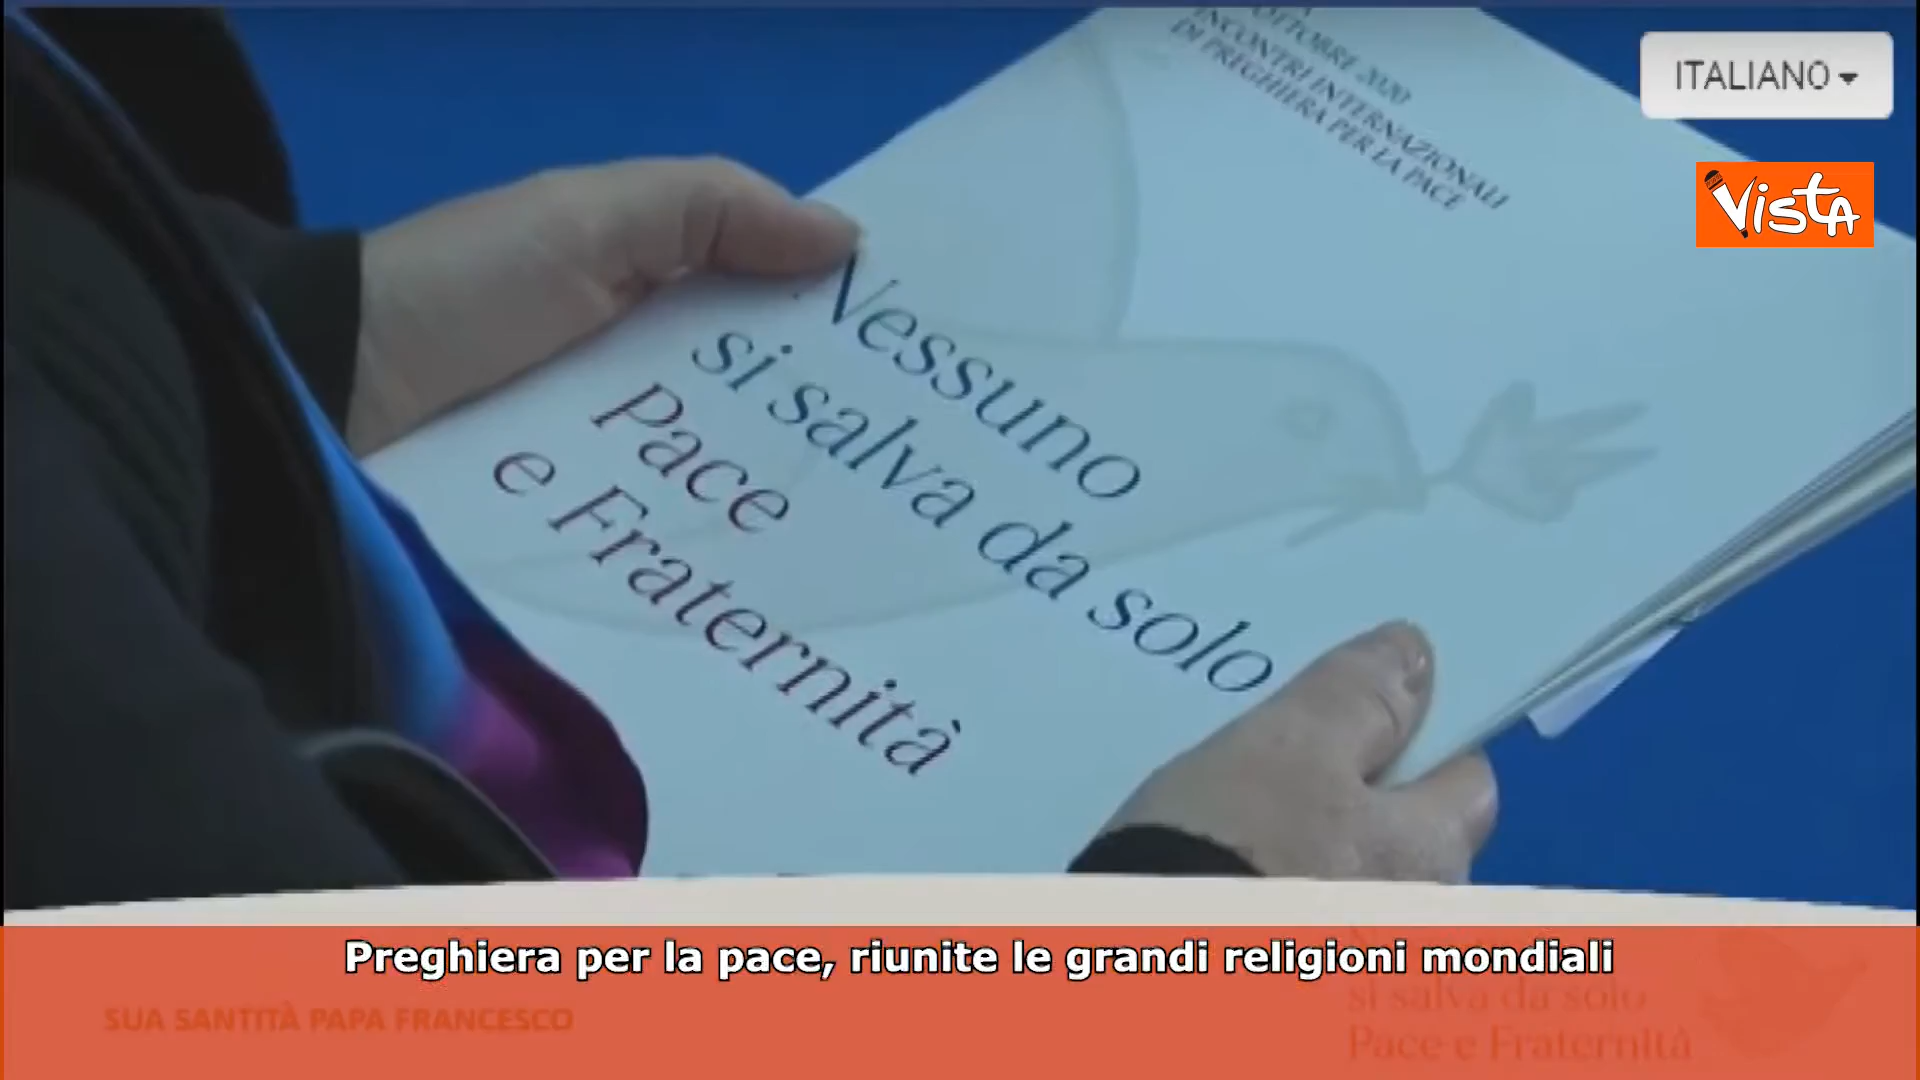 OTTOBRE 2020
INCONTRI INTERNAZIONALI
DI PREGHIERA PER LA PACE
ITALIANO
VISTA
Nessuno
si salva da solo
Pace
e Fraternità
Preghiera per la pace, riunite le grandi religioni mondiali
SUA SANTITÀ PAPA FRANCESCO
si salva da solo
Pace e Fraternità